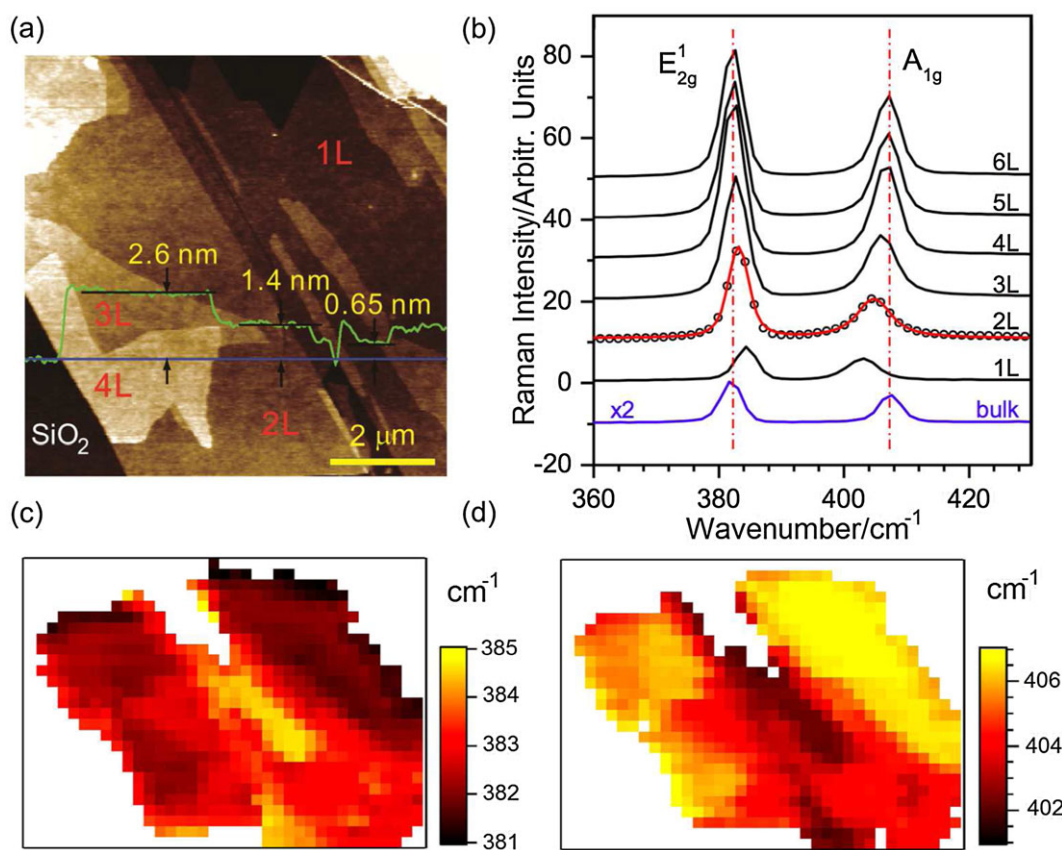 (a)
1L
2.6 nm
1.4 nm
0.65 nm
3L
4L
2L
SiO₂
2 μm
(b)
E¹₂g
A₁g
Raman Intensity/Arbitr. Units
80
60
40
20
0
-20
6L
5L
4L
3L
2L
1L
x2
bulk
360
380
400
420
Wavenumber/cm⁻¹
(c)
cm⁻¹
385
384
383
382
381
(d)
cm⁻¹
406
404
402